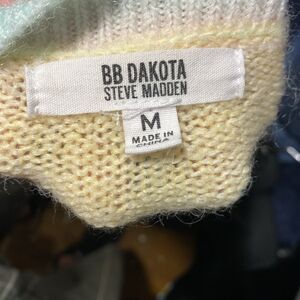 BB DAKOTA
STEVE MADDEN
M
MADE IN
CHINA